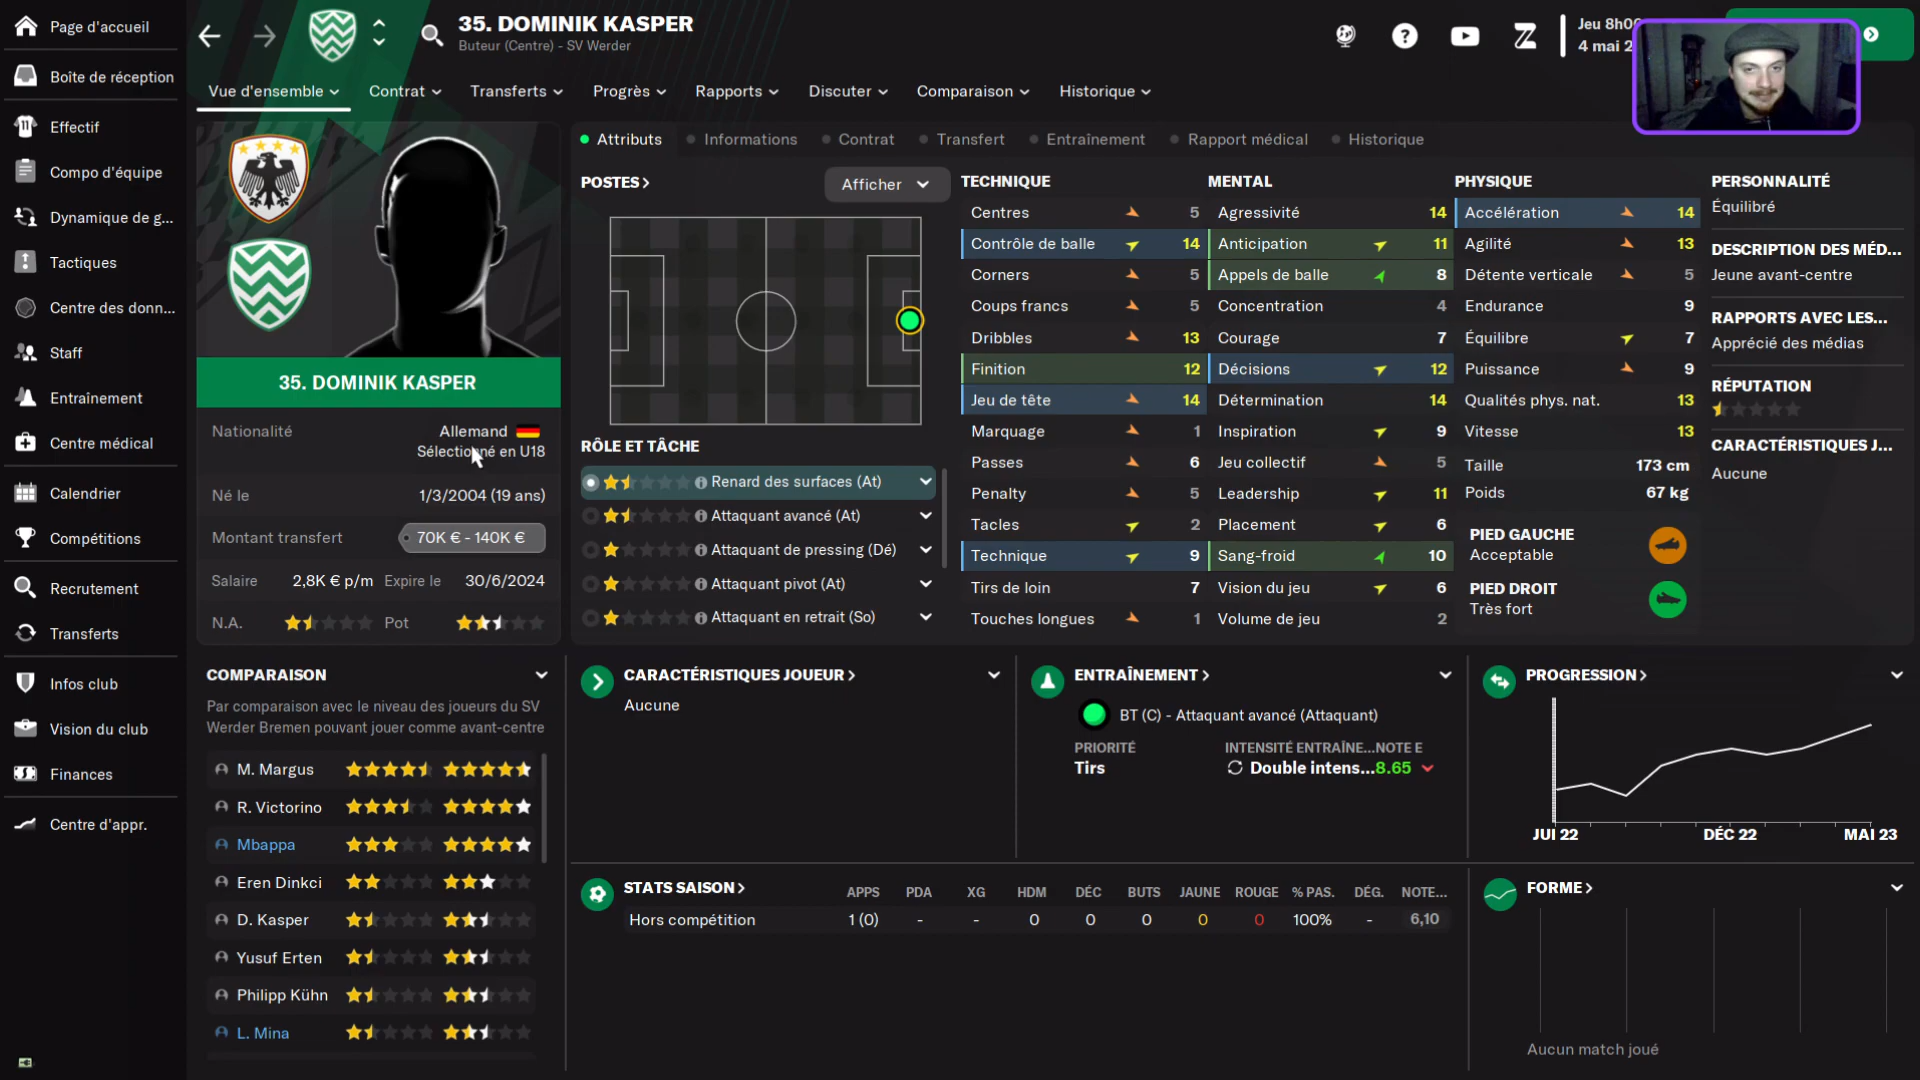 Page d'accueil
Boîte de réception
Effectif
Compo d'équipe
Dynamique de g...
Tactiques
Centre des donn...
Staff
Entraînement
Centre médical
Calendrier
Compétitions
Recrutement
Transferts
Infos club
Vision du club
Finances
Centre d'appr.
35. DOMINIK KASPER
Buteur (Centre) - SV Werder
Jeu 8h00
4 mai 2
Vue d'ensemble
Contrat
Transferts
Progrès
Rapports
Discuter
Comparaison
Historique
35. DOMINIK KASPER
Nationalité
Allemand
Sélectionné en U18
Né le 1/3/2004 (19 ans)
Montant transfert 70K € - 140K €
Salaire 2,8K € p/m Expire le 30/6/2024
N.A. Pot
Attributs
Informations
Contrat
Transfert
Entraînement
Rapport médical
Historique
POSTES
Afficher
RÔLE ET TÂCHE
Renard des surfaces (At)
Attaquant avancé (At)
Attaquant de pressing (Dé)
Attaquant pivot (At)
Attaquant en retrait (So)
TECHNIQUE
Centres 5
Contrôle de balle 14
Corners 5
Coups francs 5
Dribbles 13
Finition 12
Jeu de tête 14
Marquage 1
Passes 6
Penalty 5
Tacles 2
Technique 9
Tirs de loin 7
Touches longues 1
MENTAL
Agressivité 14
Anticipation 11
Appels de balle 8
Concentration 4
Courage 7
Décisions 12
Détermination 14
Inspiration 9
Jeu collectif 5
Leadership 11
Placement 6
Sang-froid 10
Vision du jeu 6
Volume de jeu 2
PHYSIQUE
Accélération 14
Agilité 13
Détente verticale 5
Endurance 9
Équilibre 7
Puissance 9
Qualités phys. nat. 13
Vitesse 13
Taille 173 cm
Poids 67 kg
PIED GAUCHE
Acceptable
PIED DROIT
Très fort
PERSONNALITÉ
Équilibré
DESCRIPTION DES MÉD...
Jeune avant-centre
RAPPORTS AVEC LES...
Apprécié des médias
RÉPUTATION
CARACTÉRISTIQUES J...
Aucune
COMPARAISON
Par comparaison avec le niveau des joueurs du SV
Werder Bremen pouvant jouer comme avant-centre
M. Margus
R. Victorino
Mbappa
Eren Dinkci
D. Kasper
Yusuf Erten
Philipp Kühn
L. Mina
CARACTÉRISTIQUES JOUEUR
Aucune
ENTRAÎNEMENT
BT (C) - Attaquant avancé (Attaquant)
PRIORITÉ INTENSITÉ ENTRAÎNE... NOTE E
Tirs Double intens... 8.65
PROGRESSION
JUI 22 DÉC 22 MAI 23
STATS SAISON APPS PDA XG HDM DÉC BUTS JAUNE ROUGE % PAS. DÉG. NOTE...
Hors compétition 1 (0) - - 0 0 0 0 0 100% - 6,10
FORME
Aucun match joué